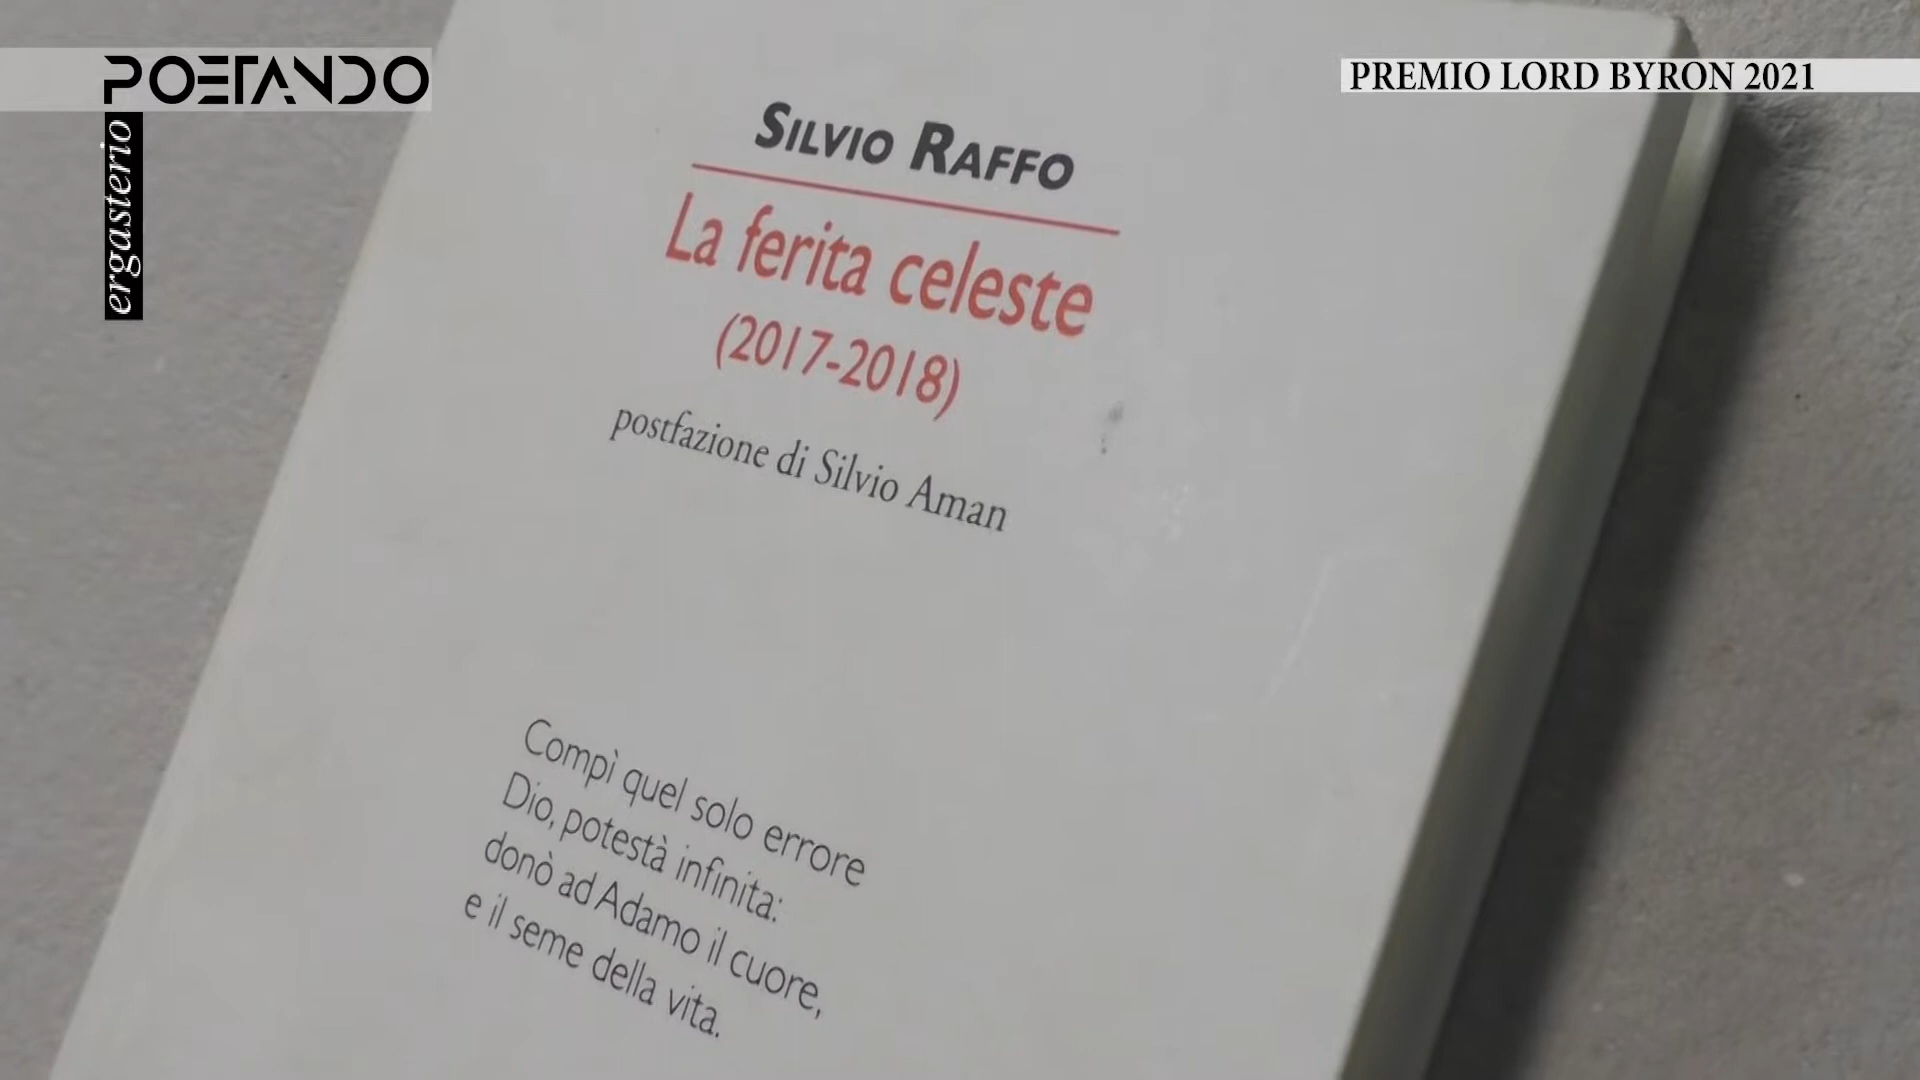 POETANDO
ergasterio
PREMIO LORD BYRON 2021
SILVIO RAFFO
La ferita celeste
(2017-2018)
postfazione di Silvio Aman
Compì quel solo errore
Dio, potestà infinita:
donò ad Adamo il cuore,
e il seme della vita.